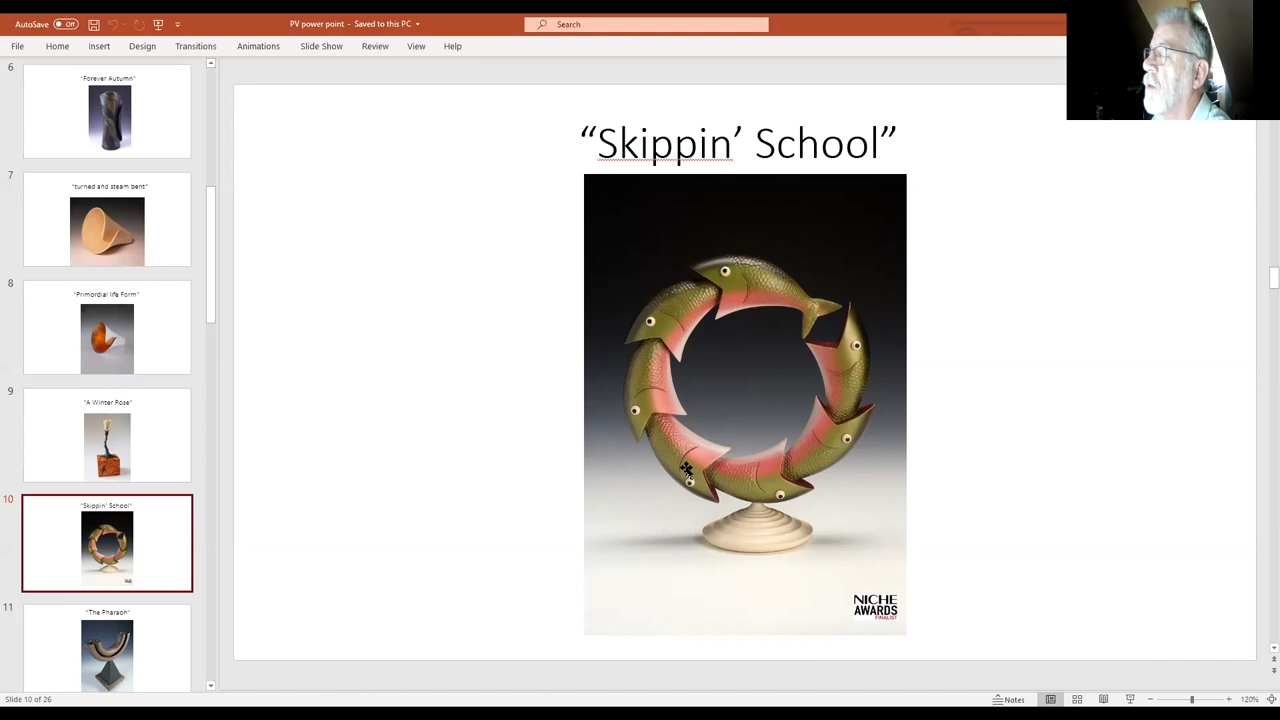 AutoSave Off
PV power point – Saved to this PC
Search
File Home Insert Design Transitions Animations Slide Show Review View Help
6
"Forever Autumn"
7
"turned and steam bent"
8
"Primordial life Form"
9
"A Winter Rose"
10
"Skippin' School"
11
"The Pharaoh"
“Skippin’ School”
NICHE
AWARDS
FINALIST
Slide 10 of 26
Notes
120%